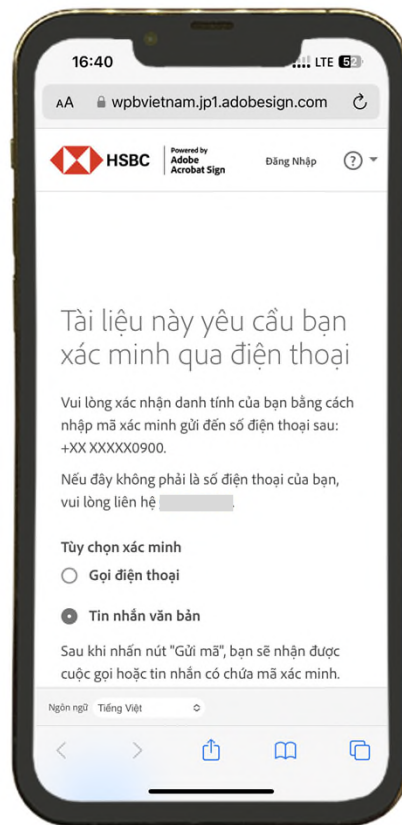 16:40
LTE 52
AA wpbvietnam.jp1.adobesign.com
HSBC
Powered by
Adobe
Acrobat Sign
Đăng Nhập
?
Tài liệu này yêu cầu bạn
xác minh qua điện thoại
Vui lòng xác nhận danh tính của bạn bằng cách
nhập mã xác minh gửi đến số điện thoại sau:
+XX XXXXX0900.
Nếu đây không phải là số điện thoại của bạn,
vui lòng liên hệ .
Tùy chọn xác minh
Gọi điện thoại
Tin nhắn văn bản
Sau khi nhấn nút "Gửi mã", bạn sẽ nhận được
cuộc gọi hoặc tin nhắn có chứa mã xác minh.
Ngôn ngữ Tiếng Việt